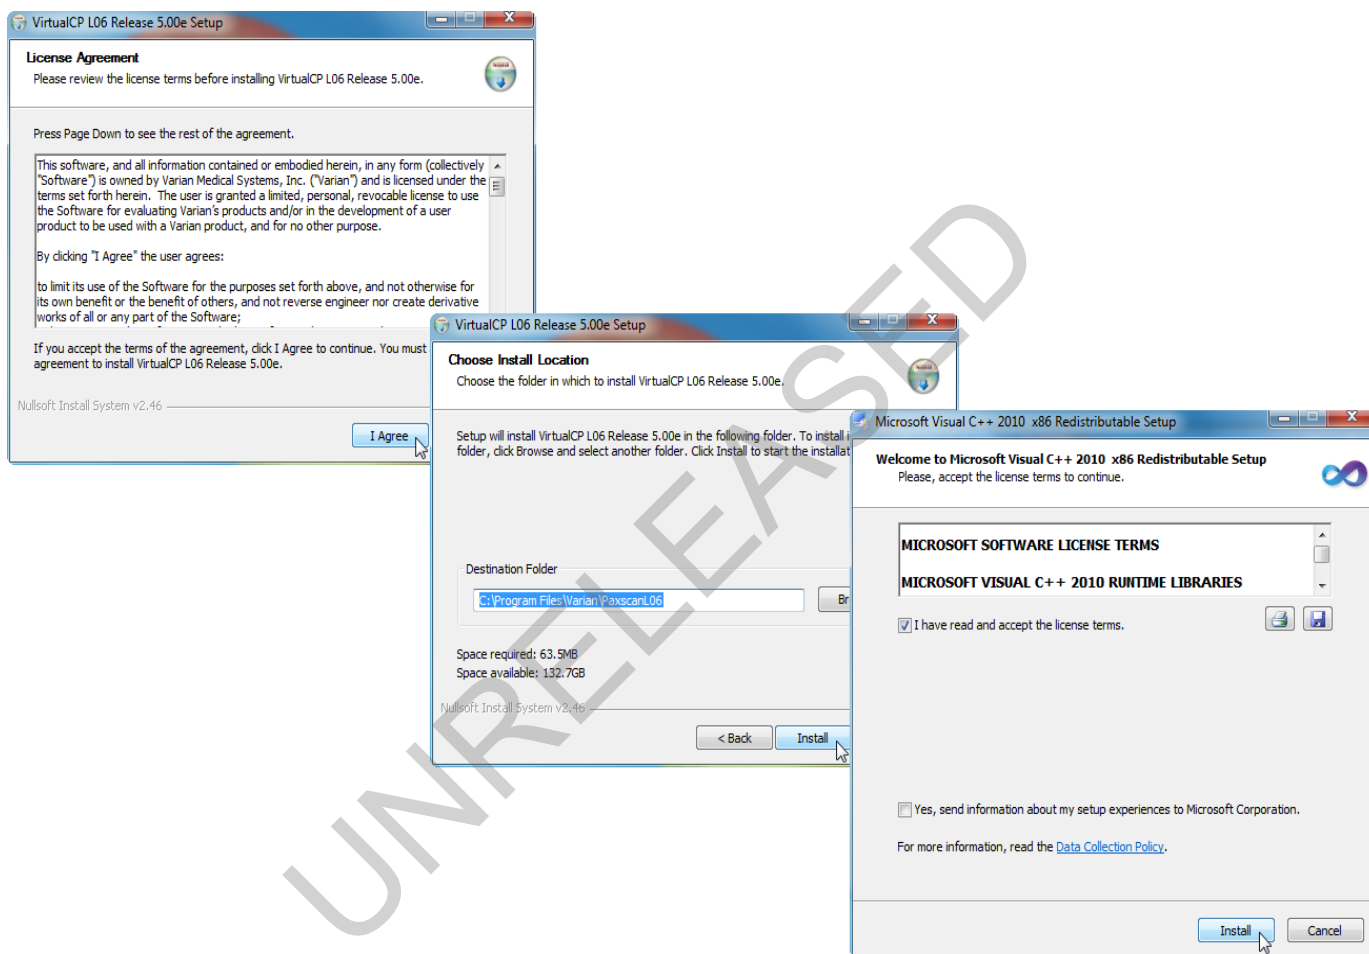 VirtualCP L06 Release 5.00e Setup
License Agreement
Please review the license terms before installing VirtualCP L06 Release 5.00e.
Press Page Down to see the rest of the agreement.
This software, and all information contained or embodied herein, in any form (collectively
"Software") is owned by Varian Medical Systems, Inc. ("Varian") and is licensed under the
terms set forth herein. The user is granted a limited, personal, revocable license to use
the Software for evaluating Varian's products and/or in the development of a user
product to be used with a Varian product, and for no other purpose.
By clicking "I Agree" the user agrees:
to limit its use of the Software for the purposes set forth above, and not otherwise for
its own benefit or the benefit of others, and not reverse engineer nor create derivative
works of all or any part of the Software;
If you accept the terms of the agreement, click I Agree to continue. You must
agreement to install VirtualCP L06 Release 5.00e.
Nullsoft Install System v2.46
I Agree
VirtualCP L06 Release 5.00e Setup
Choose Install Location
Choose the folder in which to install VirtualCP L06 Release 5.00e.
Setup will install VirtualCP L06 Release 5.00e in the following folder. To install i
folder, click Browse and select another folder. Click Install to start the installat
Destination Folder
C:\Program Files\Varian\PaxscanL06
Br
Space required: 63.5MB
Space available: 132.7GB
Nullsoft Install System v2.46
< Back
Install
Microsoft Visual C++ 2010 x86 Redistributable Setup
Welcome to Microsoft Visual C++ 2010 x86 Redistributable Setup
Please, accept the license terms to continue.
MICROSOFT SOFTWARE LICENSE TERMS
MICROSOFT VISUAL C++ 2010 RUNTIME LIBRARIES
I have read and accept the license terms.
Yes, send information about my setup experiences to Microsoft Corporation.
For more information, read the Data Collection Policy.
Install
Cancel
UNRELEASED